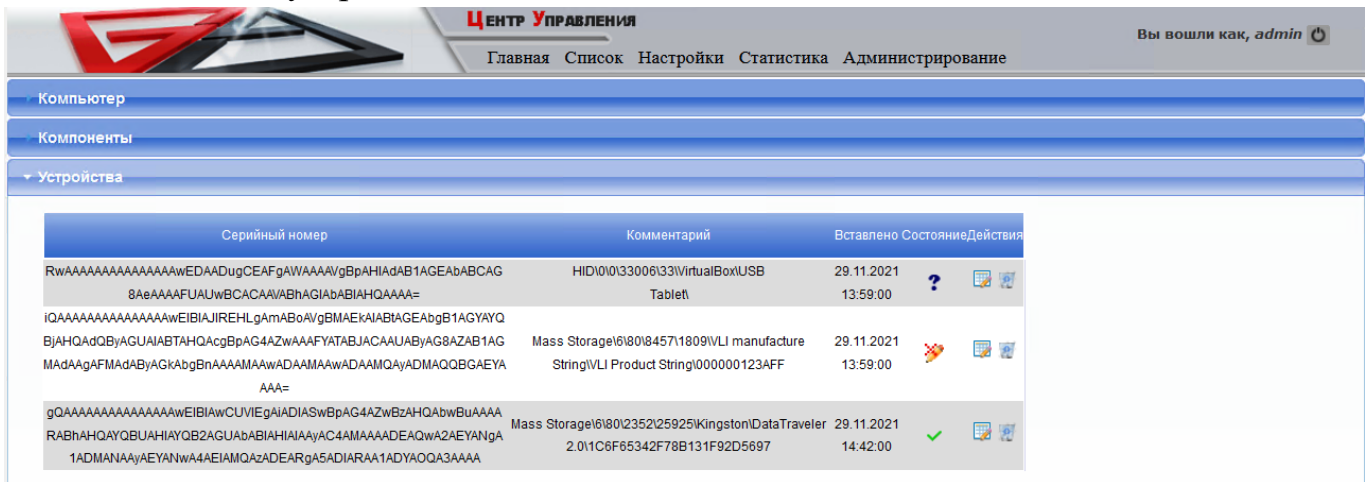 Центр Управления
Вы вошли как, admin
Главная Список Настройки Статистика Администрирование
Компьютер
Компоненты
Устройства
Серийный номер Комментарий Вставлено Состояние Действия
RwAAAAAAAAAAAAAAwEDAADugCEAFgAWAAAAVgBpAHIAdAB1AGEAbABCAG HID\0\0\33006\33\VirtualBox\USB 29.11.2021
8AeAAAAFUAUwBCACAAVABhAGIAbABlAHQAAAA= Tablet\ 13:59:00
iQAAAAAAAAAAAAAAwEIBIAJIREHLgAmABoAVgBMAEkAIABtAGEAbgB1AGYAYQ
BjAHQAdQByAGUAIABTAHQAcgBpAG4AZwAAAFYATABJACAAUAByAG8AZAB1AG Mass Storage\6\80\8457\1809\VLI manufacture 29.11.2021
MAdAAgAFMAdAByAGkAbgBnAAAAMAAwADAAMAAwADAAMQAyADMAQQBGAEYA String\VLI Product String\000000123AFF 13:59:00
AAA=
gQAAAAAAAAAAAAAAwEIBIAwCUVIEgAiADIASwBpAG4AZwBzAHQAbwBuAAAA
RABhAHQAYQBUAHIAYQB2AGUAbABlAHIAIAAyAC4AMAAAADEAQwA2AEYANgA Mass Storage\6\80\2352\25925\Kingston\DataTraveler 29.11.2021
1ADMANAAyAEYANwA4AEIAMQAzADEARgA5ADIARAA1ADYAOQA3AAAA 2.0\1C6F65342F78B131F92D5697 14:42:00